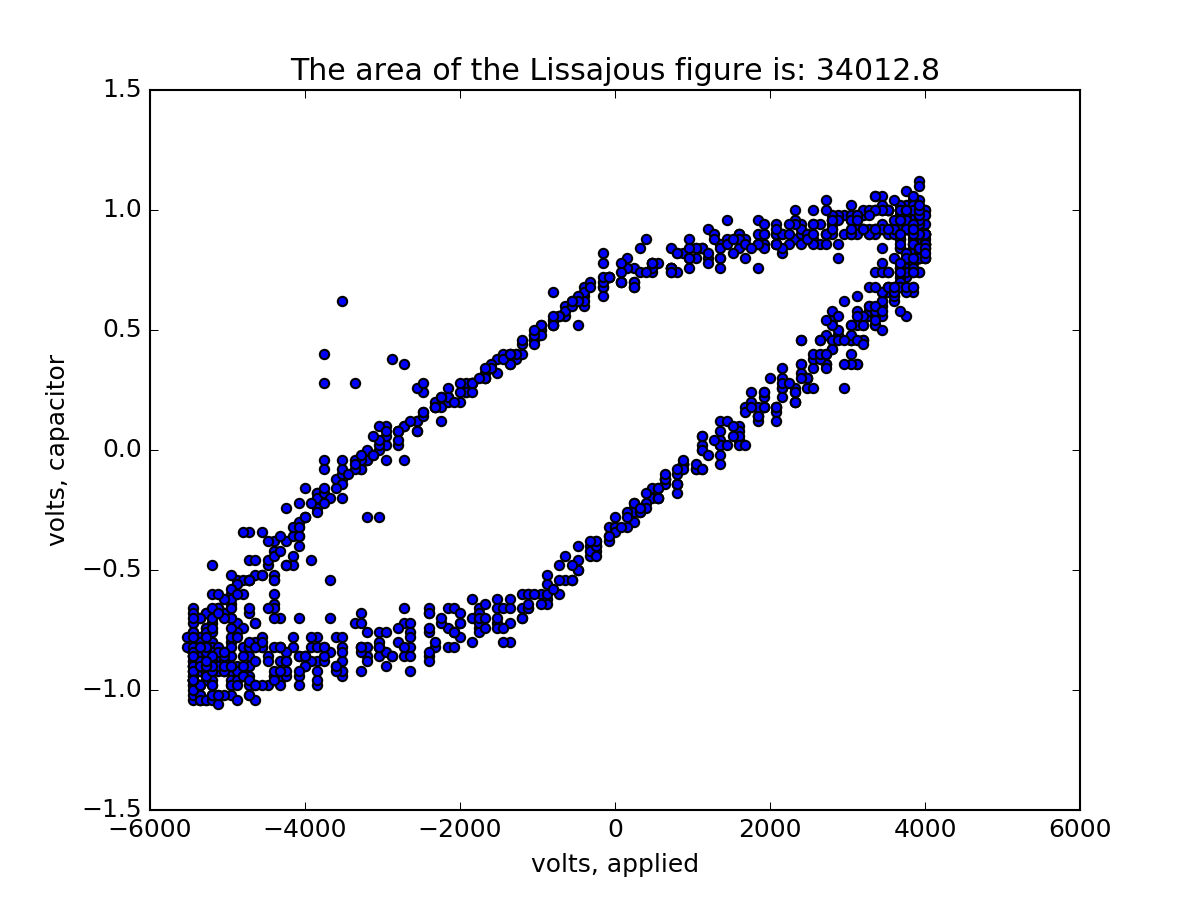 The area of the Lissajous figure is: 34012.8
1.5
1.0
0.5
0.0
−0.5
−1.0
−1.5
volts, capacitor
−6000 −4000 −2000 0 2000 4000 6000
volts, applied